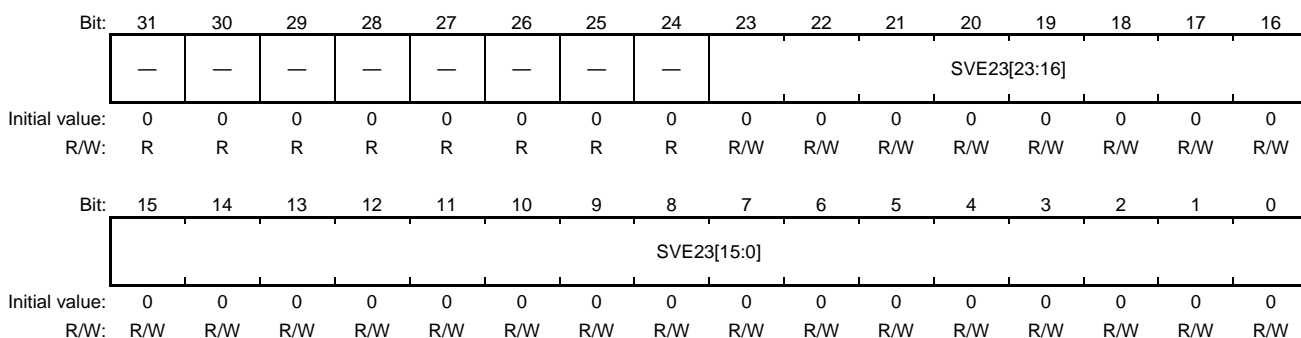 Bit: 31 30 29 28 27 26 25 24 23 22 21 20 19 18 17 16
— — — — — — — — SVE23[23:16]
Initial value: 0 0 0 0 0 0 0 0 0 0 0 0 0 0 0 0
R/W: R R R R R R R R R/W R/W R/W R/W R/W R/W R/W R/W
Bit: 15 14 13 12 11 10 9 8 7 6 5 4 3 2 1 0
SVE23[15:0]
Initial value: 0 0 0 0 0 0 0 0 0 0 0 0 0 0 0 0
R/W: R/W R/W R/W R/W R/W R/W R/W R/W R/W R/W R/W R/W R/W R/W R/W R/W